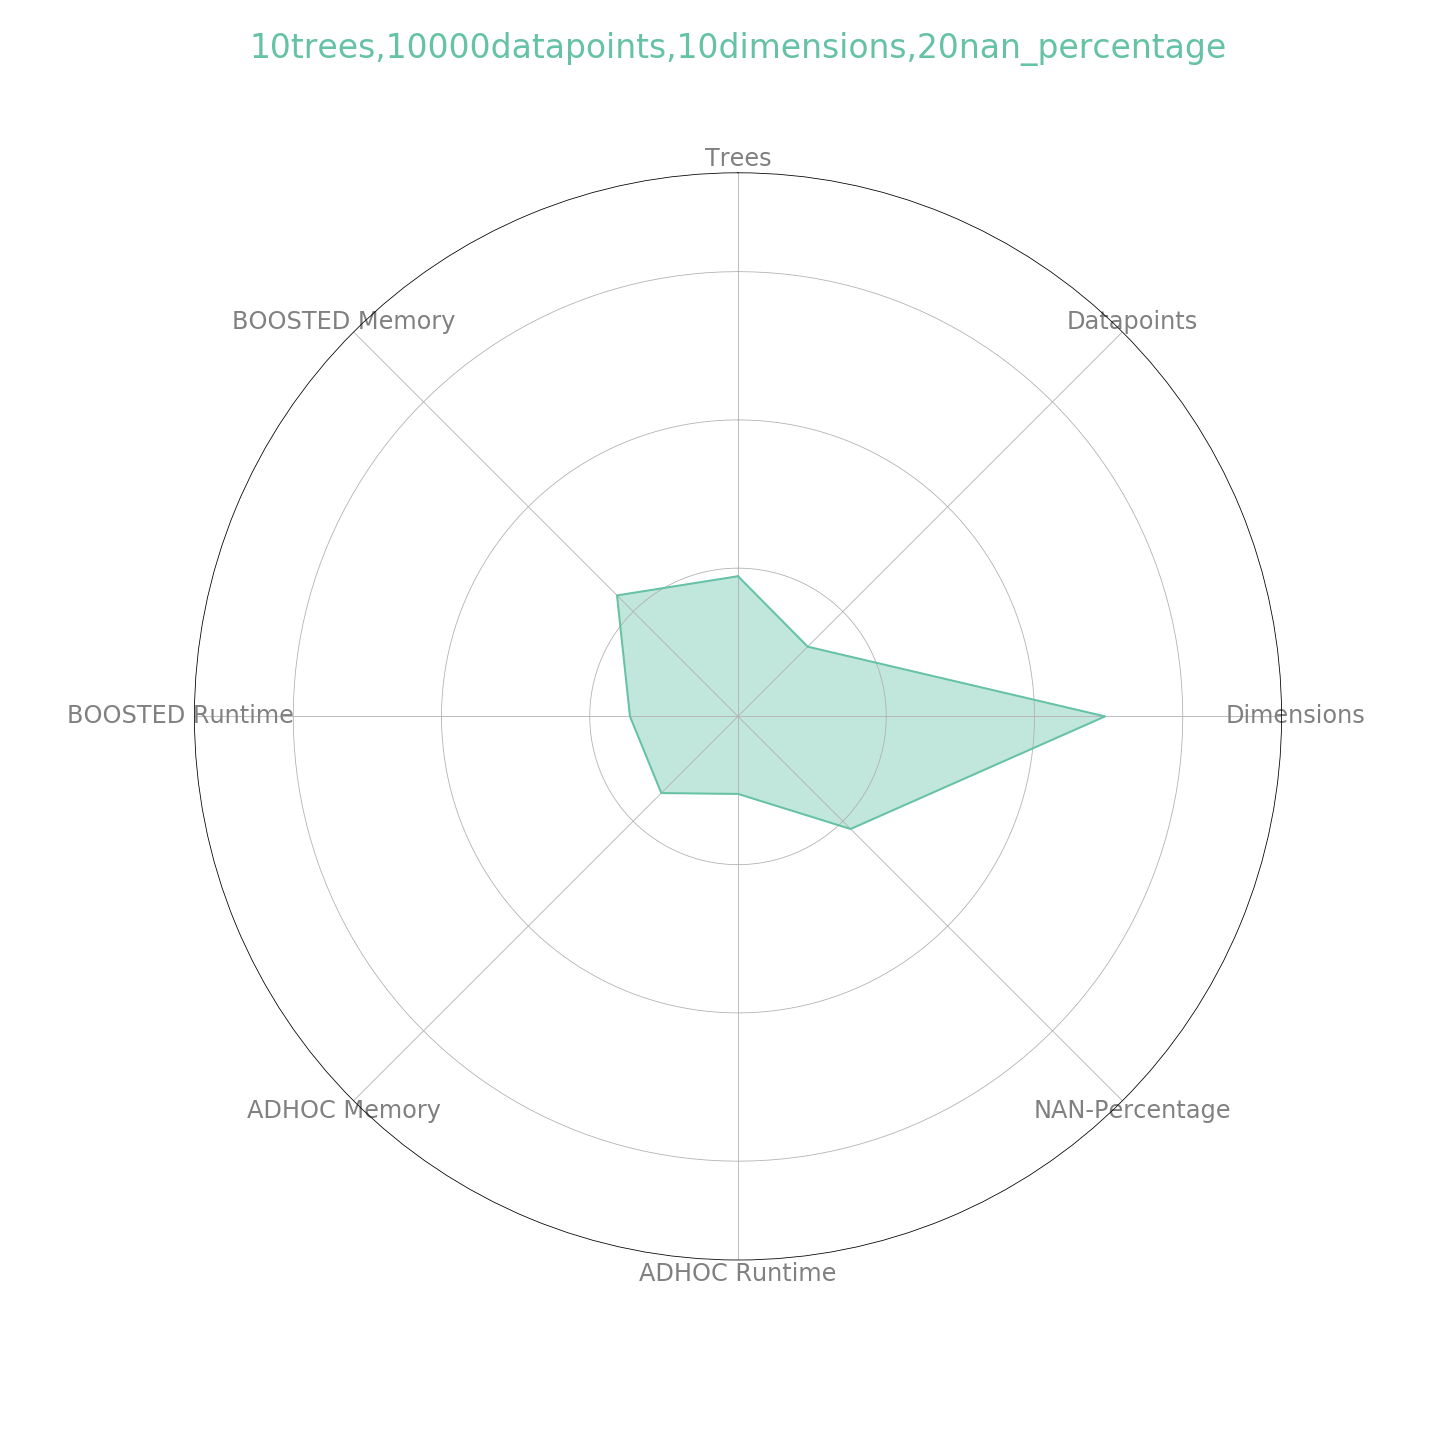 10trees,10000datapoints,10dimensions,20nan_percentage
Trees
BOOSTED Memory
Datapoints
BOOSTED Runtime
Dimensions
ADHOC Memory
NAN-Percentage
ADHOC Runtime